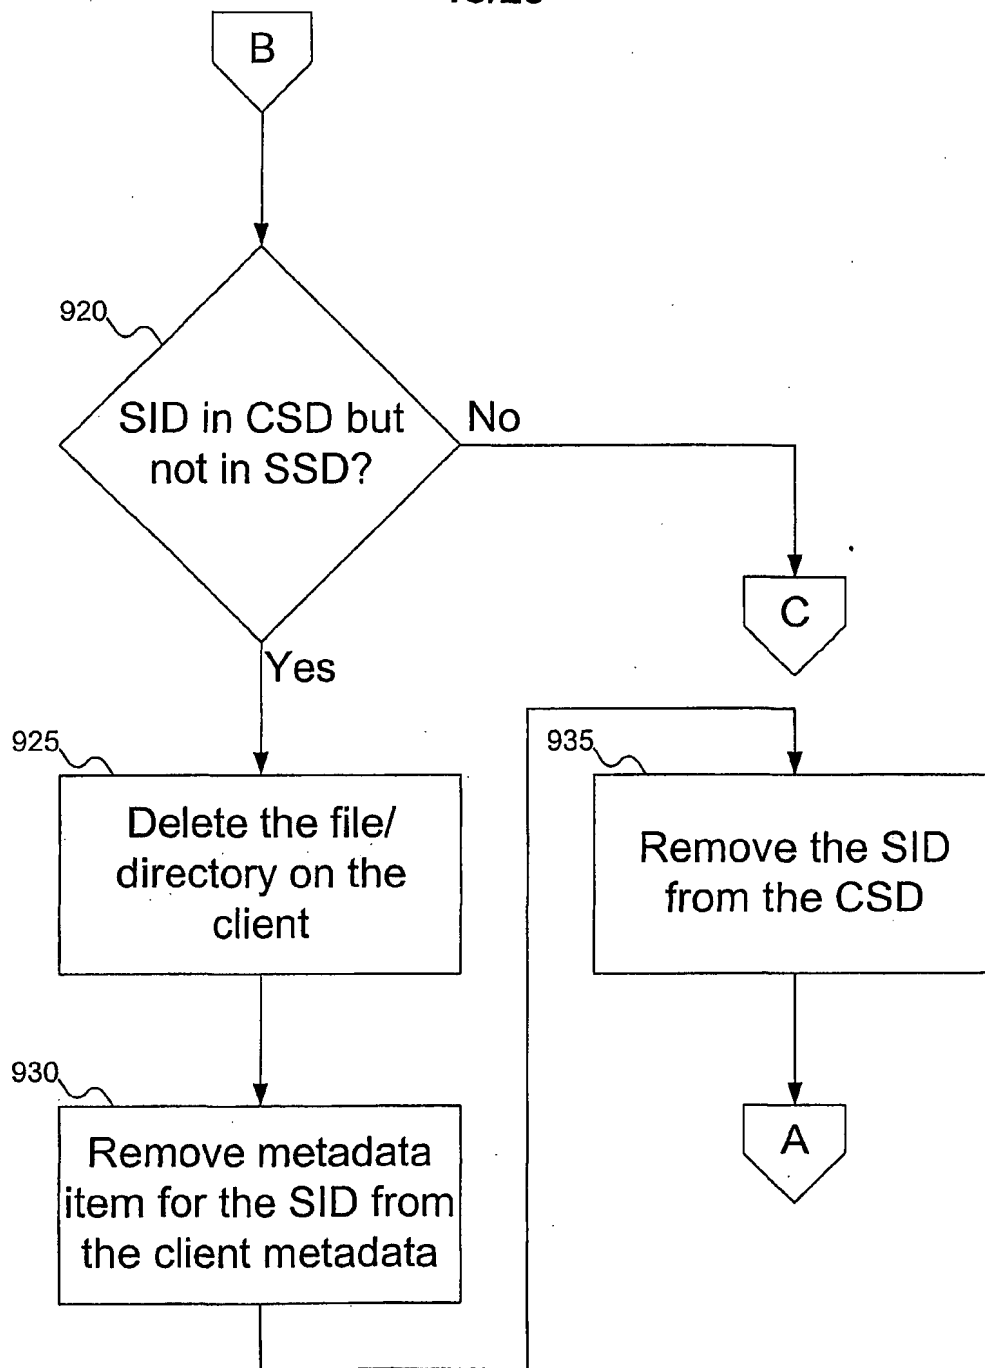 B
920
SID in CSD but
not in SSD?
No
C
Yes
925
Delete the file/
directory on the
client
935
Remove the SID
from the CSD
930
Remove metadata
item for the SID from
the client metadata
A